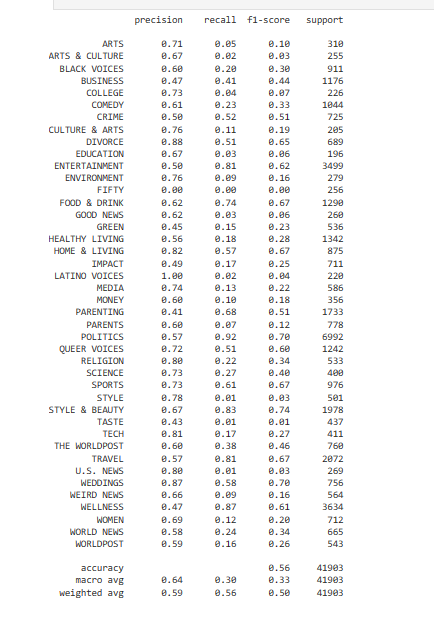 precision recall f1-score support
ARTS 0.71 0.05 0.10 310
ARTS & CULTURE 0.67 0.02 0.03 255
BLACK VOICES 0.60 0.20 0.30 911
BUSINESS 0.47 0.41 0.44 1176
COLLEGE 0.73 0.04 0.07 226
COMEDY 0.61 0.23 0.33 1044
CRIME 0.50 0.52 0.51 725
CULTURE & ARTS 0.76 0.11 0.19 205
DIVORCE 0.88 0.51 0.65 689
EDUCATION 0.67 0.03 0.06 196
ENTERTAINMENT 0.50 0.81 0.62 3499
ENVIRONMENT 0.76 0.09 0.16 279
FIFTY 0.00 0.00 0.00 256
FOOD & DRINK 0.62 0.74 0.67 1290
GOOD NEWS 0.62 0.03 0.06 260
GREEN 0.45 0.15 0.23 536
HEALTHY LIVING 0.56 0.18 0.28 1342
HOME & LIVING 0.82 0.57 0.67 875
IMPACT 0.49 0.17 0.25 711
LATINO VOICES 1.00 0.02 0.04 220
MEDIA 0.74 0.13 0.22 586
MONEY 0.60 0.10 0.18 356
PARENTING 0.41 0.68 0.51 1733
PARENTS 0.60 0.07 0.12 778
POLITICS 0.57 0.92 0.70 6992
QUEER VOICES 0.72 0.51 0.60 1242
RELIGION 0.80 0.22 0.34 533
SCIENCE 0.73 0.27 0.40 400
SPORTS 0.73 0.61 0.67 976
STYLE 0.78 0.01 0.03 501
STYLE & BEAUTY 0.67 0.83 0.74 1978
TASTE 0.43 0.01 0.01 437
TECH 0.81 0.17 0.27 411
THE WORLDPOST 0.60 0.38 0.46 760
TRAVEL 0.57 0.81 0.67 2072
U.S. NEWS 0.80 0.01 0.03 269
WEDDINGS 0.87 0.58 0.70 756
WEIRD NEWS 0.66 0.09 0.16 564
WELLNESS 0.47 0.87 0.61 3634
WOMEN 0.69 0.12 0.20 712
WORLD NEWS 0.58 0.24 0.34 665
WORLDPOST 0.59 0.16 0.26 543
accuracy 0.56 41903
macro avg 0.64 0.30 0.33 41903
weighted avg 0.59 0.56 0.50 41903